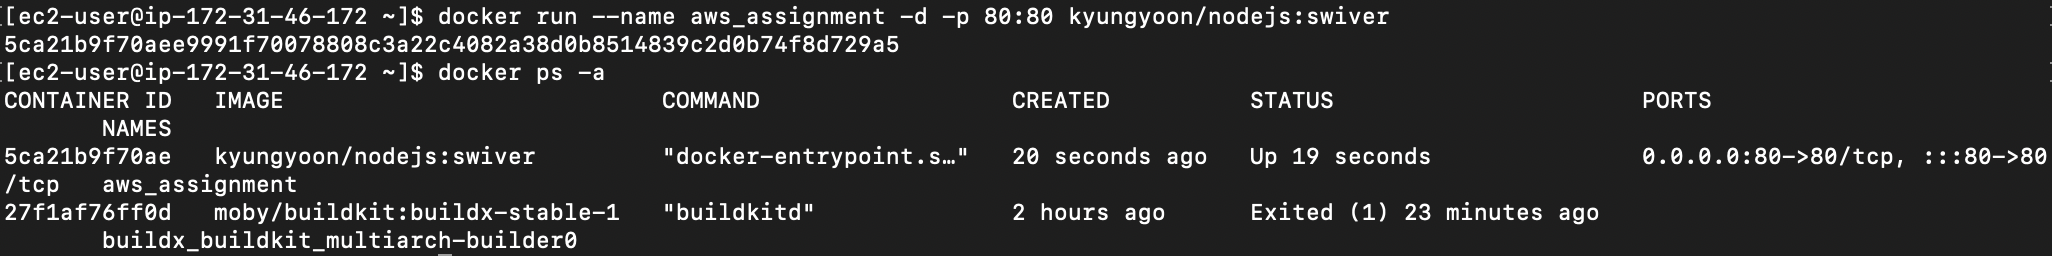 [ec2-user@ip-172-31-46-172 ~]$ docker run --name aws_assignment -d -p 80:80 kyungyoon/nodejs:swiver
5ca21b9f70aee9991f70078808c3a22c4082a38d0b8514839c2d0b74f8d729a5
[ec2-user@ip-172-31-46-172 ~]$ docker ps -a
CONTAINER ID   IMAGE                           COMMAND                  CREATED          STATUS                      PORTS
       NAMES
5ca21b9f70ae   kyungyoon/nodejs:swiver         "docker-entrypoint.s…"   20 seconds ago   Up 19 seconds               0.0.0.0:80->80/tcp, :::80->80
/tcp   aws_assignment
27f1af76ff0d   moby/buildkit:buildx-stable-1   "buildkitd"              2 hours ago      Exited (1) 23 minutes ago
       buildx_buildkit_multiarch-builder0